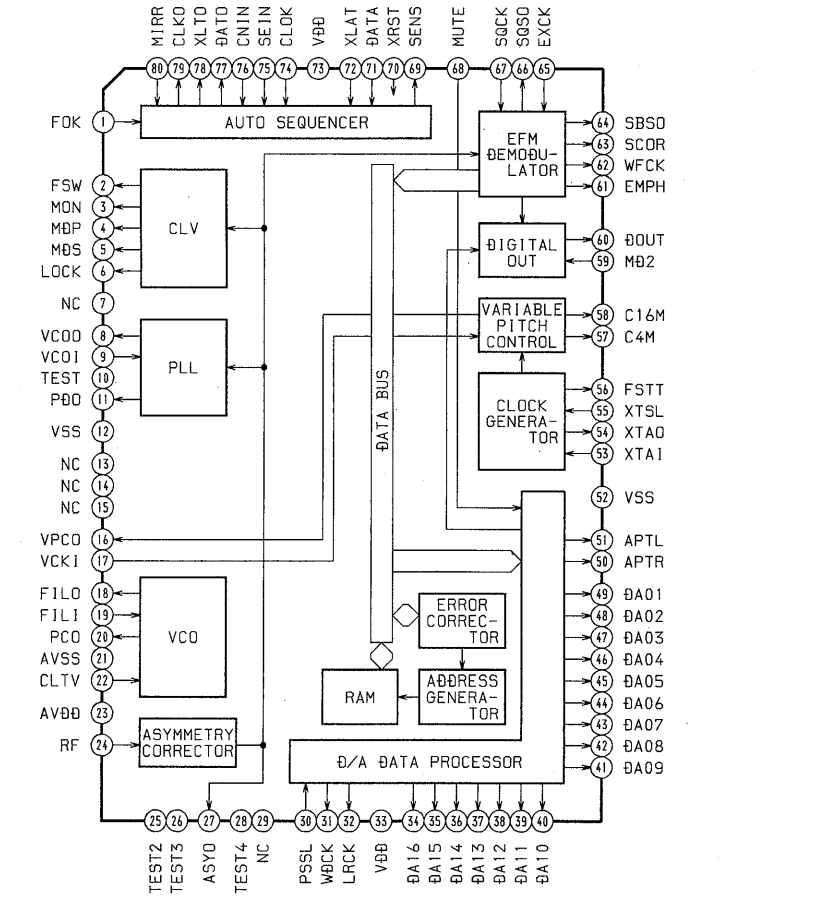 MIRR
CLKO
XLTO
DATO
CNIN
SEIN
CLOK
VDD
XLAT
DATA
XRST
SENS
MUTE
SQCK
SQSO
EXCK
80
79
78
77
76
75
74
73
72
71
70
69
68
67
66
65
FOK 1
AUTO SEQUENCER
EFM
DEMODU-
LATOR
64 SBSO
63 SCOR
62 WFCK
61 EMPH
FSW 2
MON 3
MDP 4
MDS 5
LOCK 6
CLV
DIGITAL
OUT
60 DOUT
59 MD2
NC 7
VCOO 8
VCOI 9
TEST 10
PDO 11
PLL
VARIABLE
PITCH
CONTROL
58 C16M
57 C4M
DATA BUS
CLOCK
GENERA-
TOR
56 FSTT
55 XTSL
54 XTAO
53 XTAI
VSS 12
NC 13
NC 14
NC 15
52 VSS
VPCO 16
VCKI 17
51 APTL
50 APTR
FILO 18
FILI 19
PCO 20
AVSS 21
CLTV 22
VCO
ERROR
CORREC-
TOR
RAM
ADDRESS
GENERA-
TOR
49 DA01
48 DA02
47 DA03
46 DA04
45 DA05
44 DA06
43 DA07
42 DA08
41 DA09
AVDD 23
RF 24
ASYMMETRY
CORRECTOR
D/A DATA PROCESSOR
25
26
27
28
29
30
31
32
33
34
35
36
37
38
39
40
TEST2
TEST3
ASYO
TEST4
NC
PSSL
WDCK
LRCK
VDD
DA16
DA15
DA14
DA13
DA12
DA11
DA10